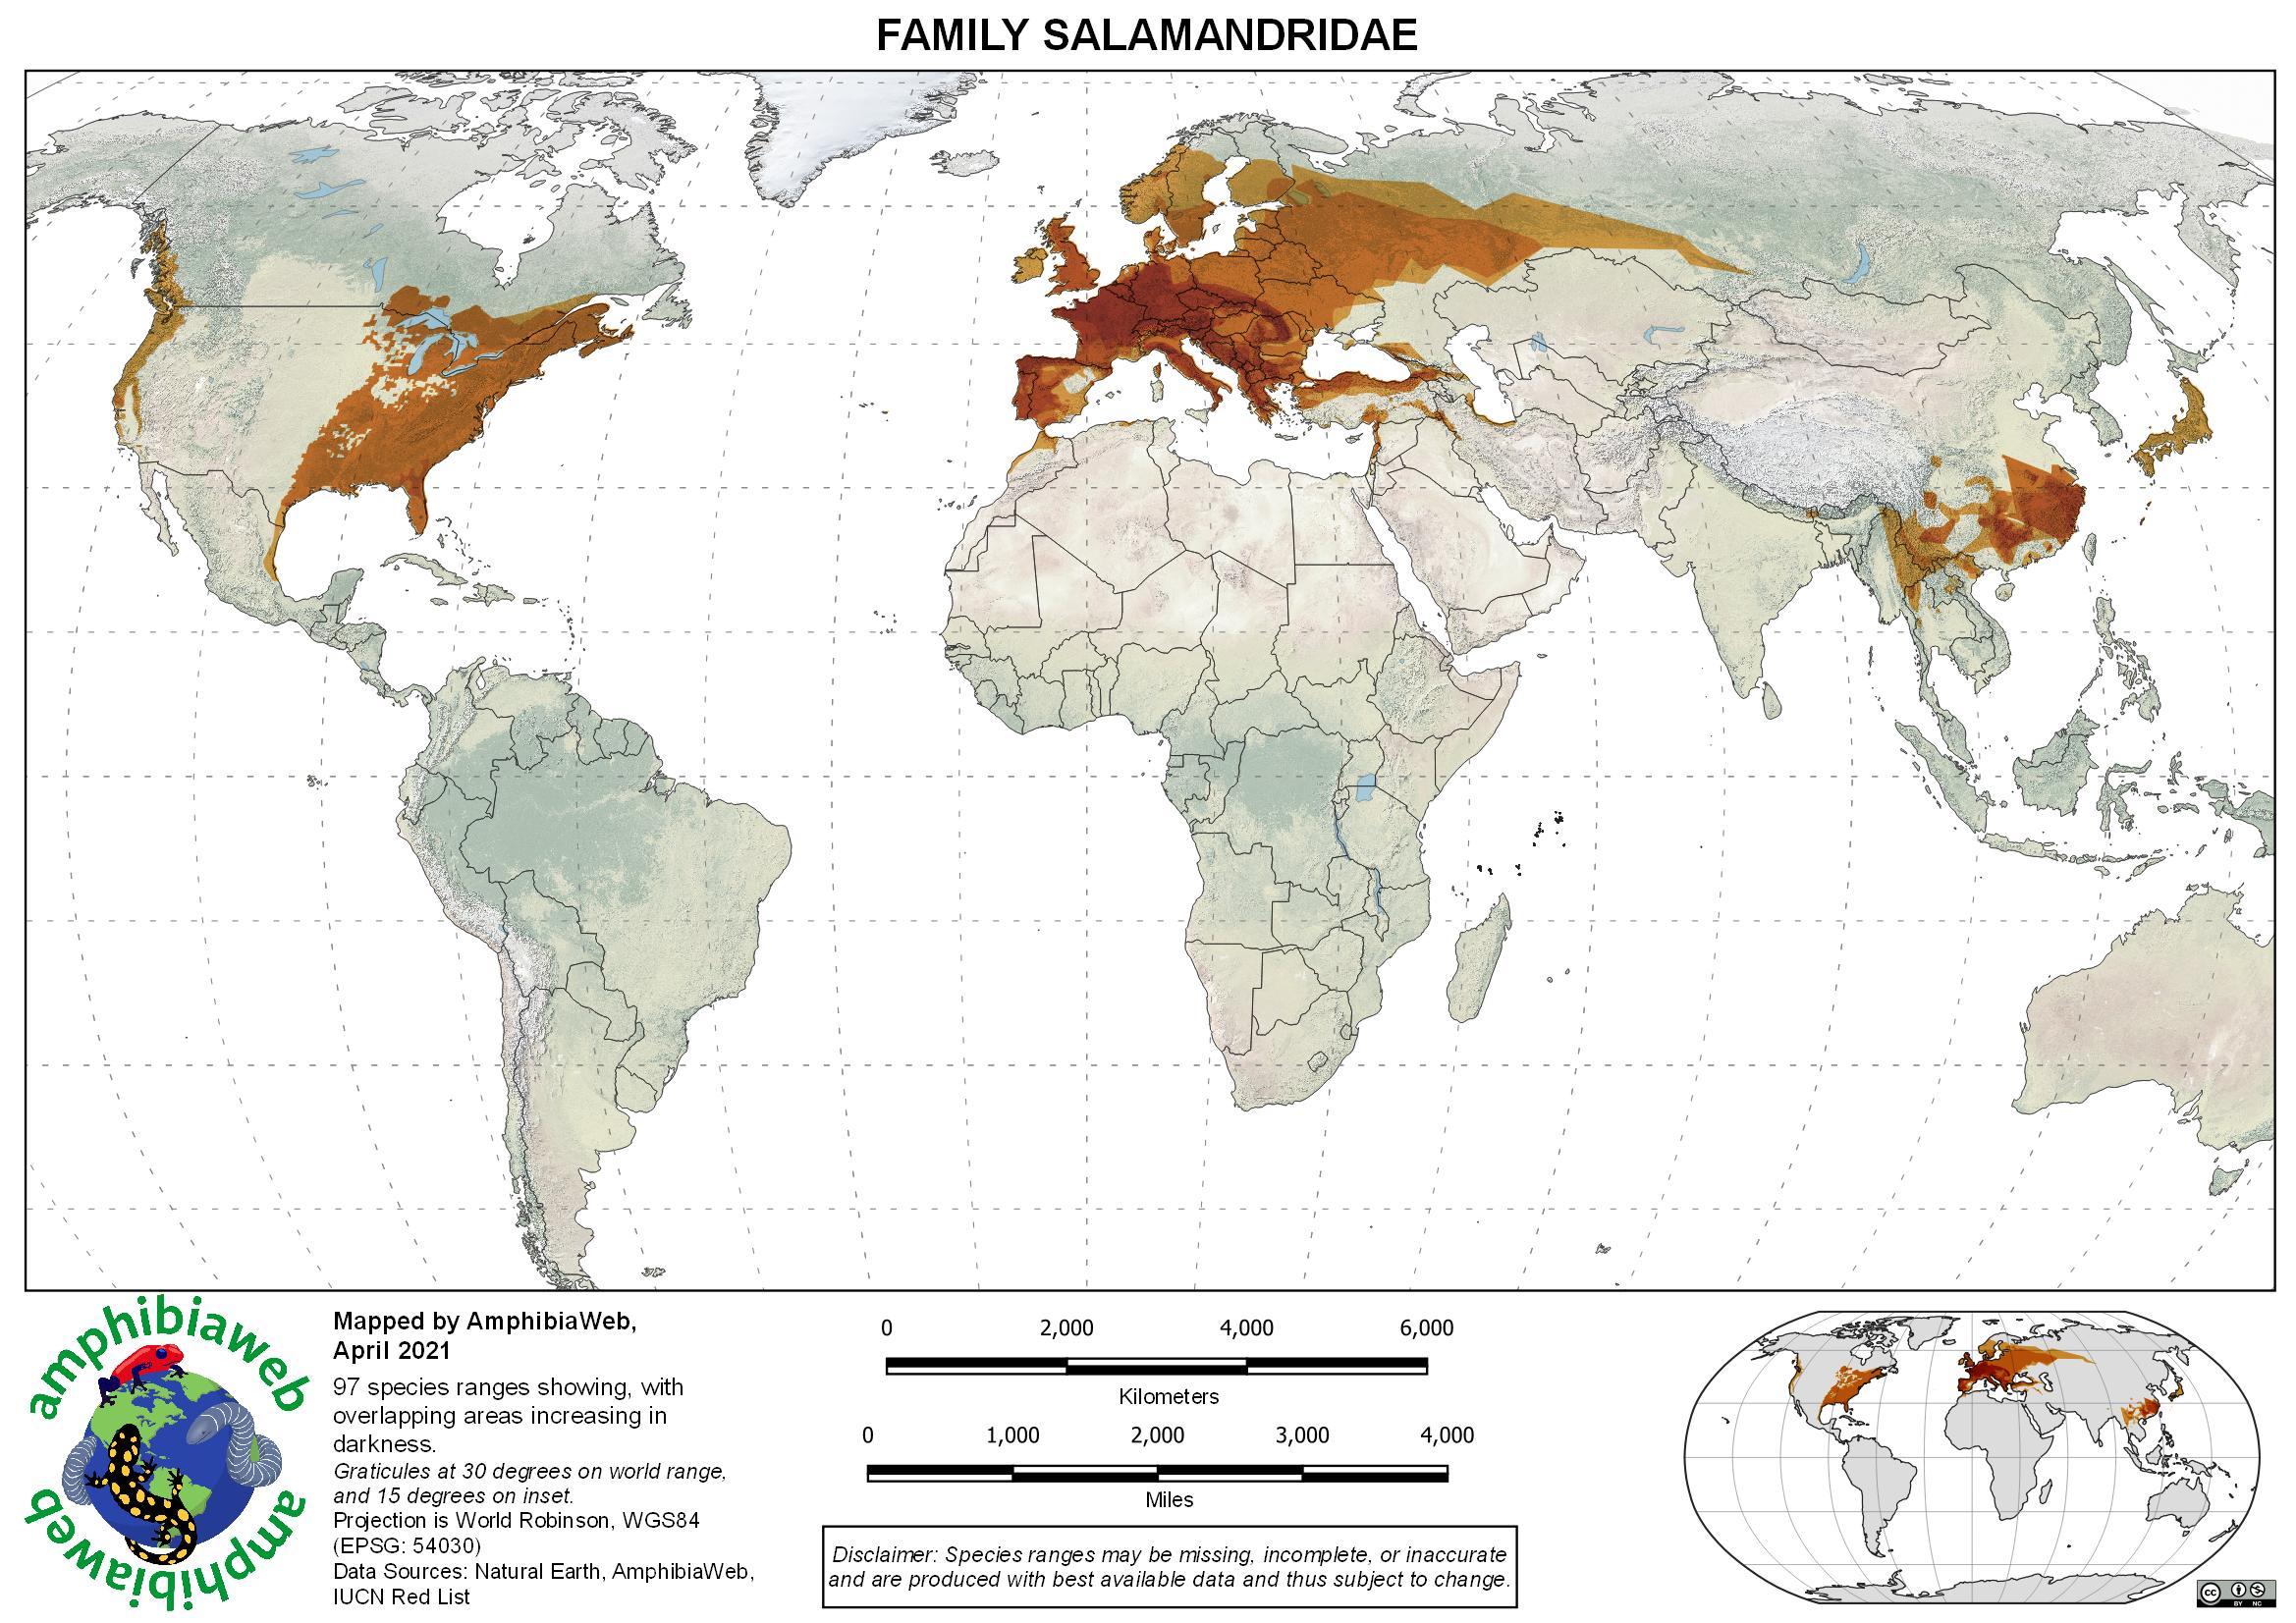 FAMILY SALAMANDRIDAE
amphibiaweb
amphibiaweb
Mapped by AmphibiaWeb,
April 2021
97 species ranges showing, with
overlapping areas increasing in
darkness.
Graticules at 30 degrees on world range,
and 15 degrees on inset.
Projection is World Robinson, WGS84
(EPSG: 54030)
Data Sources: Natural Earth, AmphibiaWeb,
IUCN Red List
0 2,000 4,000 6,000
Kilometers
0 1,000 2,000 3,000 4,000
Miles
Disclaimer: Species ranges may be missing, incomplete, or inaccurate
and are produced with best available data and thus subject to change.
cc
BY NC